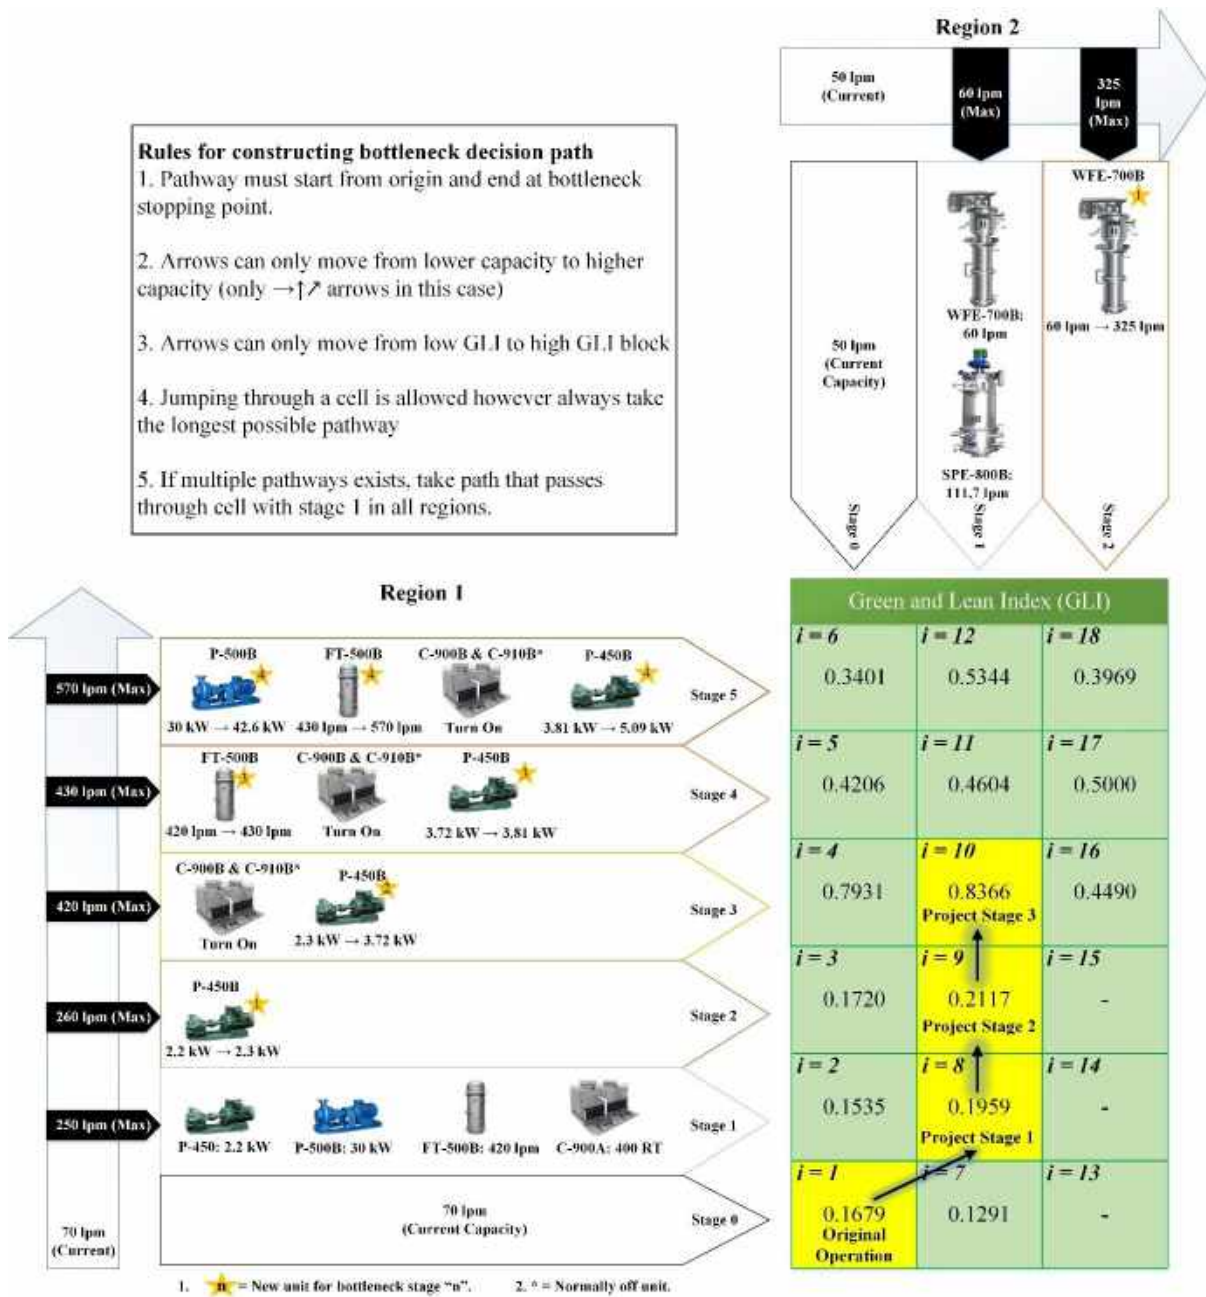 Region 2
50 lpm
(Current)
60 lpm
(Max)
325
lpm
(Max)
Rules for constructing bottleneck decision path
1. Pathway must start from origin and end at bottleneck
stopping point.
2. Arrows can only move from lower capacity to higher
capacity (only →↑↗ arrows in this case)
3. Arrows can only move from low GLI to high GLI block
4. Jumping through a cell is allowed however always take
the longest possible pathway
5. If multiple pathways exists, take path that passes
through cell with stage 1 in all regions.
50 lpm
(Current
Capacity)
Stage 0
WFE-700B:
60 lpm
SPE-800B:
111.7 lpm
Stage 1
WFE-700B
1
60 lpm → 325 lpm
Stage 2
Region 1
570 lpm (Max)
P-500B
4
30 kW → 42.6 kW
FT-500B
4
430 lpm → 570 lpm
C-900B & C-910B*
Turn On
P-450B
4
3.81 kW → 5.09 kW
Stage 5
430 lpm (Max)
FT-500B
3
420 lpm → 430 lpm
C-900B & C-910B*
Turn On
P-450B
3
3.72 kW → 3.81 kW
Stage 4
420 lpm (Max)
C-900B & C-910B*
Turn On
P-450B
2
2.3 kW → 3.72 kW
Stage 3
260 lpm (Max)
P-450B
1
2.2 kW → 2.3 kW
Stage 2
250 lpm (Max)
P-450: 2.2 kW
P-500B: 30 kW
FT-500B: 420 lpm
C-900A: 400 RT
Stage 1
70 lpm
(Current)
70 lpm
(Current Capacity)
Stage 0
1. n = New unit for bottleneck stage “n”.
2. * = Normally off unit.
Green and Lean Index (GLI)
i = 6
0.3401
i = 12
0.5344
i = 18
0.3969
i = 5
0.4206
i = 11
0.4604
i = 17
0.5000
i = 4
0.7931
i = 10
0.8366
Project Stage 3
i = 16
0.4490
i = 3
0.1720
i = 9
0.2117
Project Stage 2
i = 15
-
i = 2
0.1535
i = 8
0.1959
Project Stage 1
i = 14
-
i = 1
0.1679
Original
Operation
i = 7
0.1291
i = 13
-